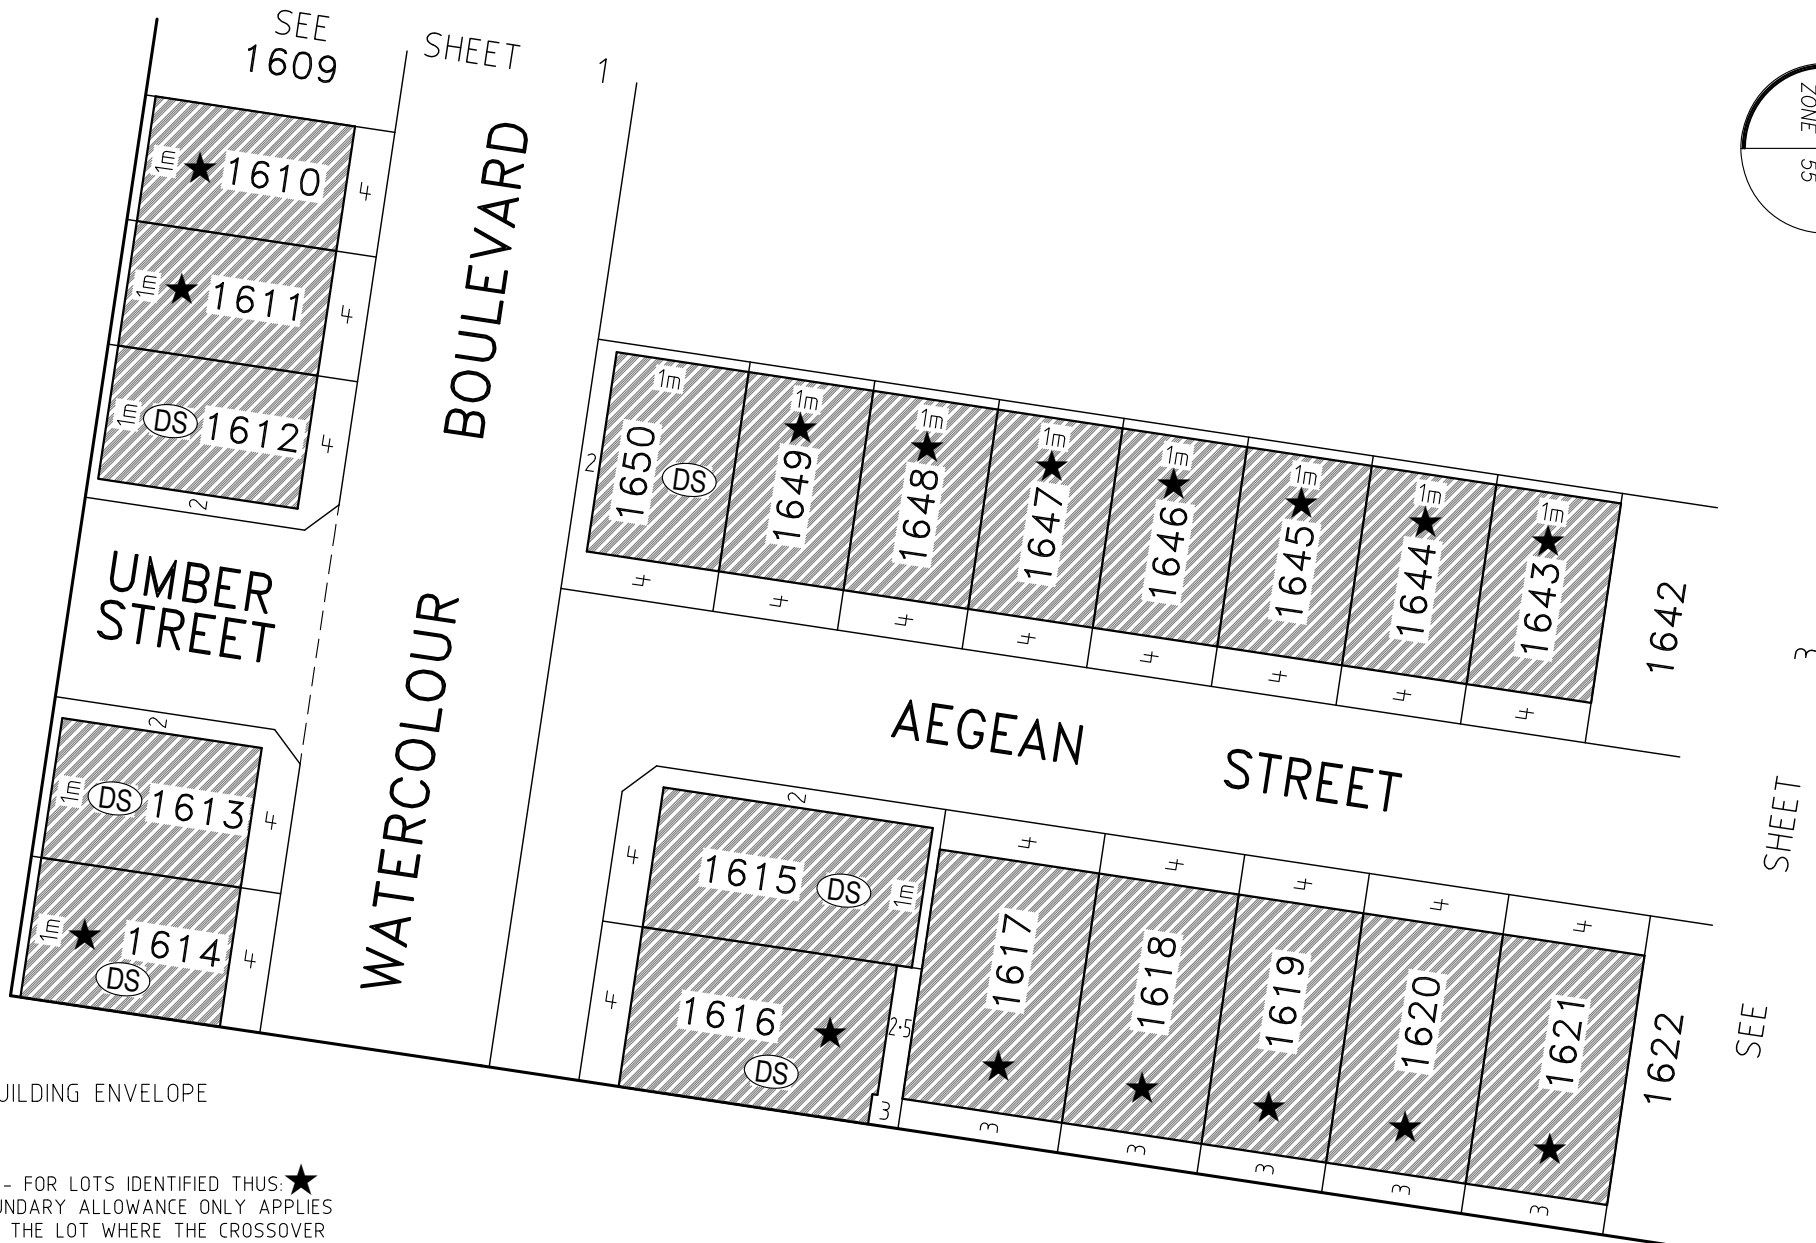 SEE
1609
SHEET 1
ZONE 55
1m ★ 1610 4
1m ★ 1611 4
1m DS 1612 4
2
BOULEVARD
WATERCOLOUR
UMBER
STREET
2
1m DS 1613 4
1m ★ 1614 4
DS
2 1650 DS 1m 4
1m ★ 1649 4
1m ★ 1648 4
1m ★ 1647 4
1m ★ 1646 4
1m ★ 1645 4
1m ★ 1644 4
1m ★ 1643 4
1642
3
SHEET
SEE
AEGEAN STREET
2
4 1615 DS 1m
4 1616 ★ 2·5
DS
3
4 1617 ★ 3
4 1618 ★ 3
4 1619 ★ 3
4 1620 ★ 3
4 1621 ★ 3
1622
UILDING ENVELOPE
- FOR LOTS IDENTIFIED THUS: ★
UNDARY ALLOWANCE ONLY APPLIES
THE LOT WHERE THE CROSSOVER